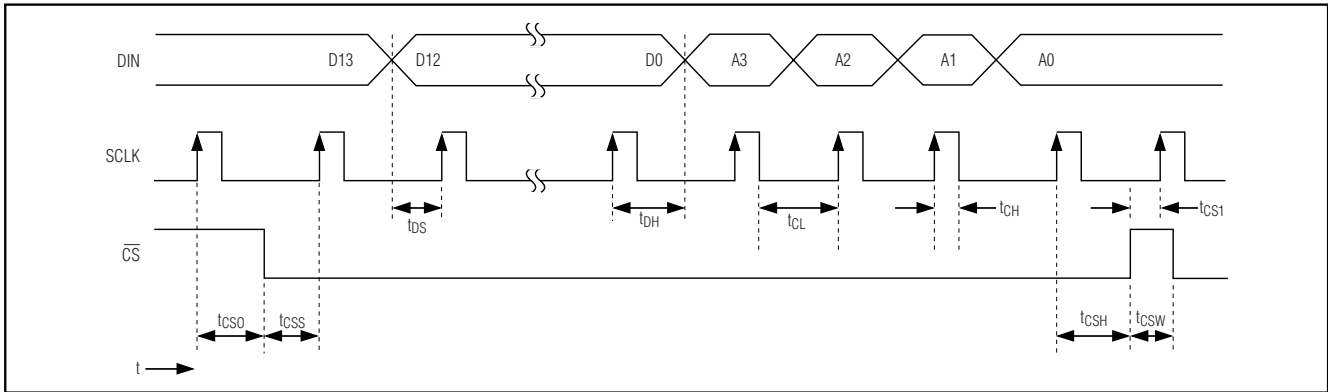 DIN D13 D12 D0 A3 A2 A1 A0
SCLK
tDS tDH tCL tCH tCS1
CS
tCSO tCSS tCSH tCSW
t